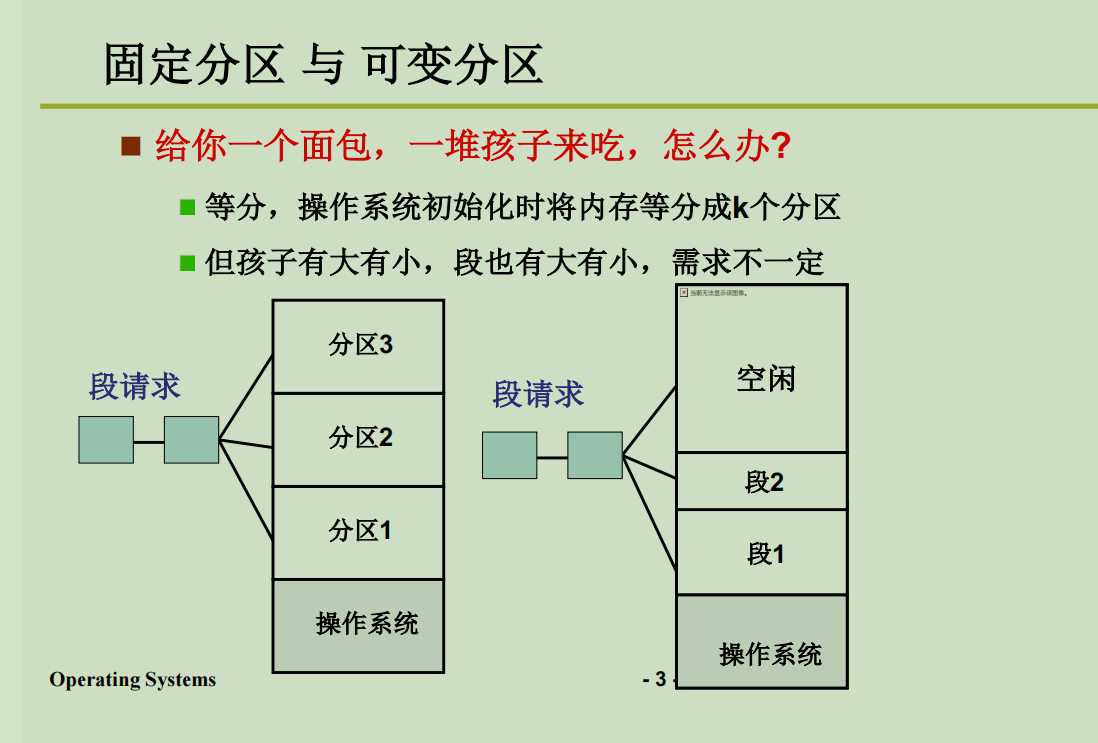 固定分区 与 可变分区
给你一个面包，一堆孩子来吃，怎么办?
等分，操作系统初始化时将内存等分成k个分区
但孩子有大有小，段也有大有小，需求不一定
段请求
分区3
分区2
分区1
操作系统
段请求
当前无法显示该图像。
空闲
段2
段1
操作系统
Operating Systems
- 3 -